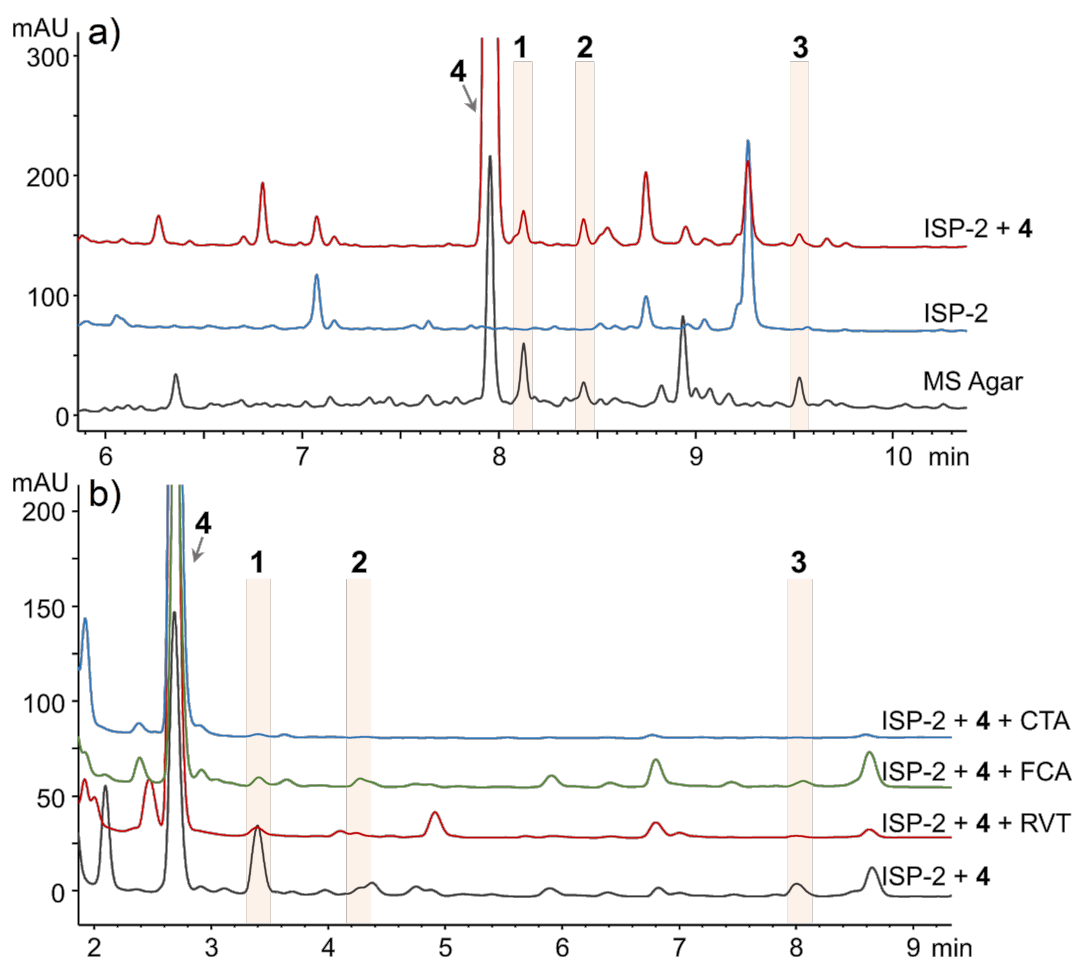 mAU a)
4 1 2 3
300
200
100
0
ISP-2 + 4
ISP-2
MS Agar
6 7 8 9 10 min
mAU b)
4 1 2 3
200
150
100
50
0
ISP-2 + 4 + CTA
ISP-2 + 4 + FCA
ISP-2 + 4 + RVT
ISP-2 + 4
2 3 4 5 6 7 8 9 min